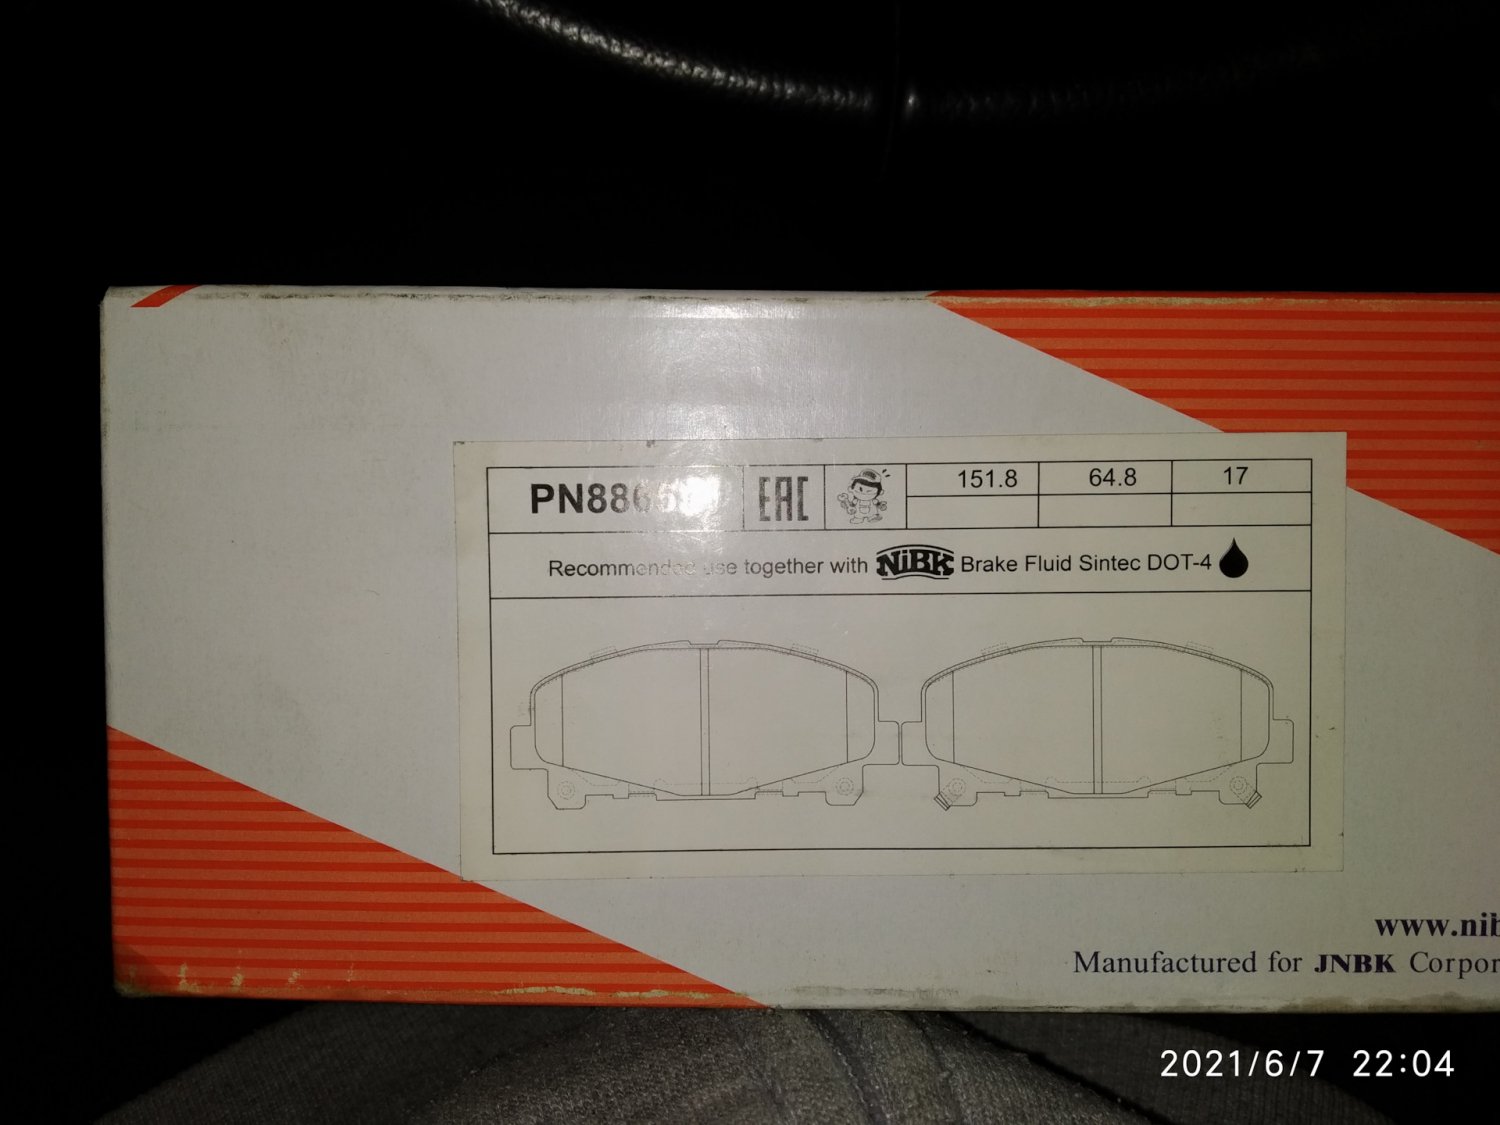 EAC
151.8
64.8
17
use together with NiBK Brake Fluid Sintec DOT-4
Manufactured for JNBK
2021/6/7 22:04